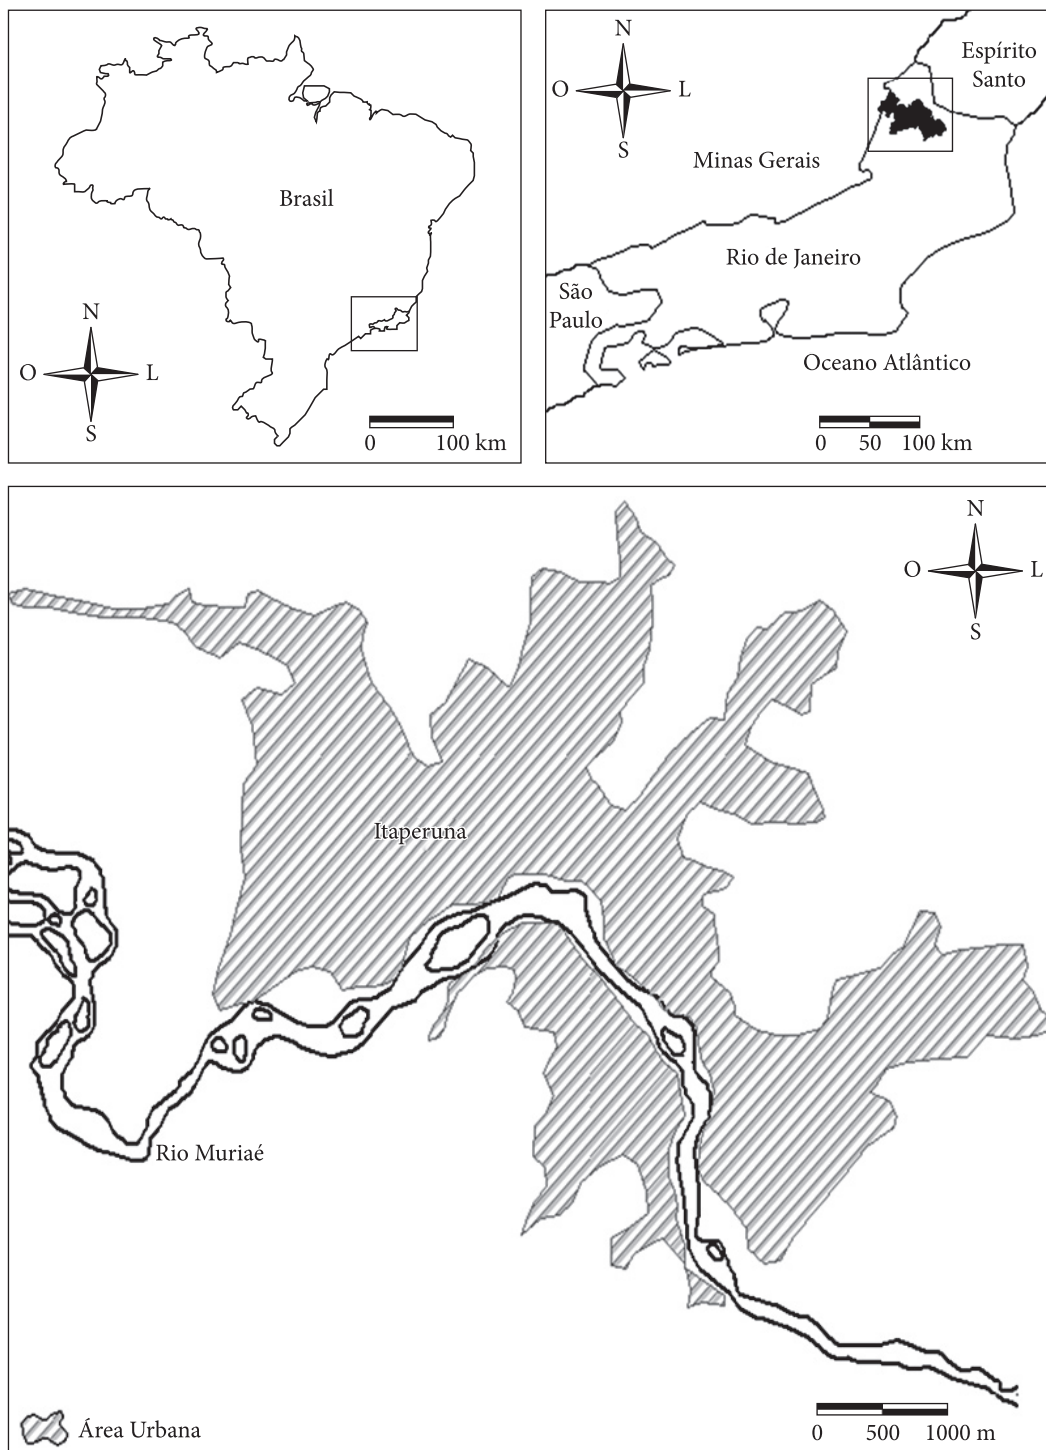 N
O
L
S
Brasil
0
100 km
N
O
L
S
Espírito
Santo
Minas Gerais
Rio de Janeiro
São
Paulo
Oceano Atlântico
0 50 100 km
N
O
L
S
Itaperuna
Rio Muriaé
Área Urbana
0 500 1000 m